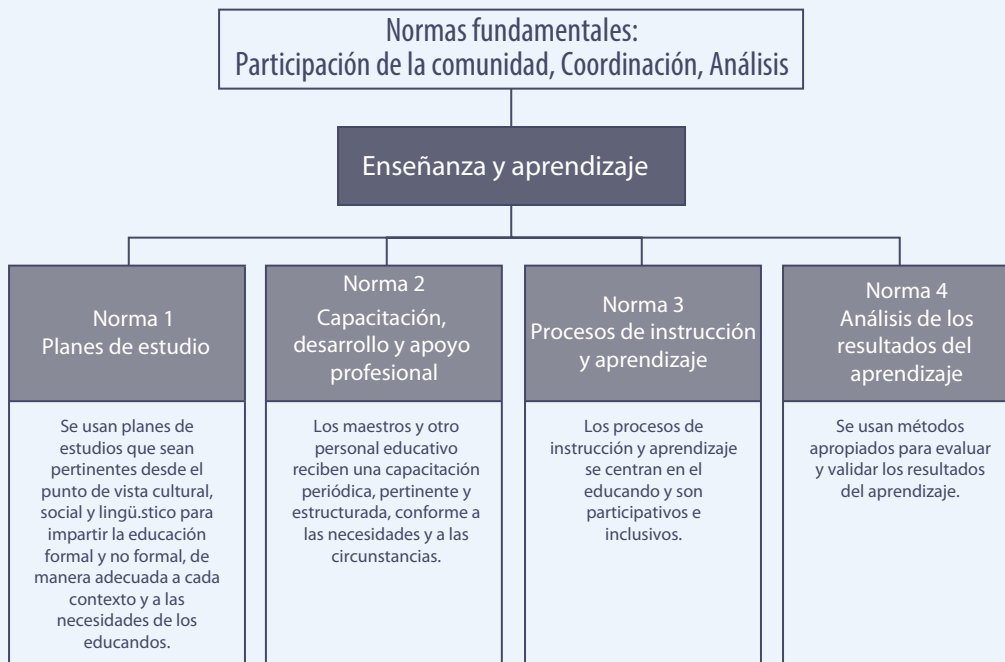 Normas fundamentales:
Participación de la comunidad, Coordinación, Análisis
Enseñanza y aprendizaje
Norma 1
Planes de estudio
Se usan planes de
estudios que sean
pertinentes desde el
punto de vista cultural,
social y lingü.stico para
impartir la educación
formal y no formal, de
manera adecuada a cada
contexto y a las
necesidades de los
educandos.
Norma 2
Capacitación,
desarrollo y apoyo
profesional
Los maestros y otro
personal educativo
reciben una capacitación
periódica, pertinente y
estructurada, conforme a
las necesidades y a las
circunstancias.
Norma 3
Procesos de instrucción
y aprendizaje
Los procesos de
instrucción y aprendizaje
se centran en el
educando y son
participativos e
inclusivos.
Norma 4
Análisis de los
resultados del
aprendizaje
Se usan métodos
apropiados para evaluar
y validar los resultados
del aprendizaje.